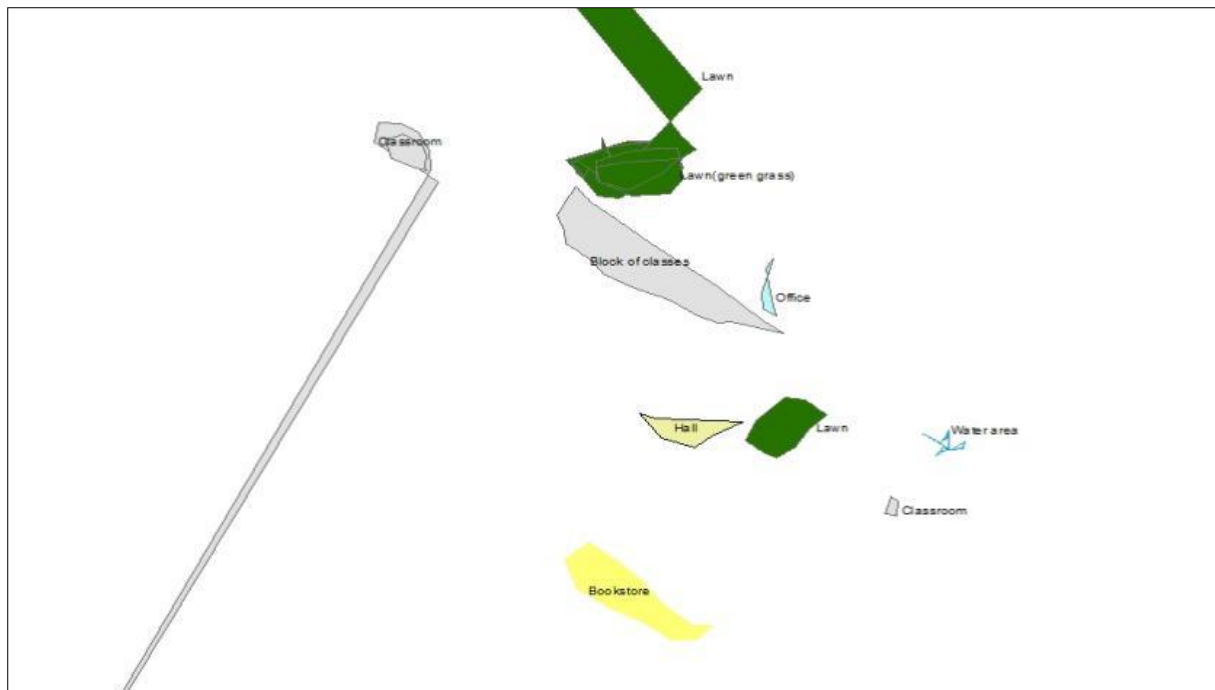 Lawn
Classroom
Lawn(green grass)
Block of classes
Office
Hall
Lawn
Water area
Classroom
Bookstore